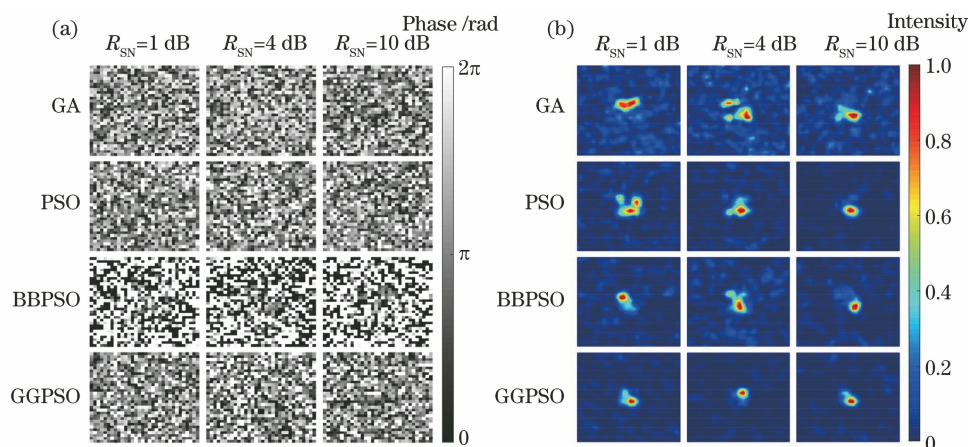 (a)
Phase /rad
R_SN=1 dB R_SN=4 dB R_SN=10 dB
2π
GA
PSO
π
BBPSO
GGPSO
0
(b)
Intensity
R_SN=1 dB R_SN=4 dB R_SN=10 dB
1.0
GA
0.8
PSO
0.6
0.4
BBPSO
0.2
GGPSO
0